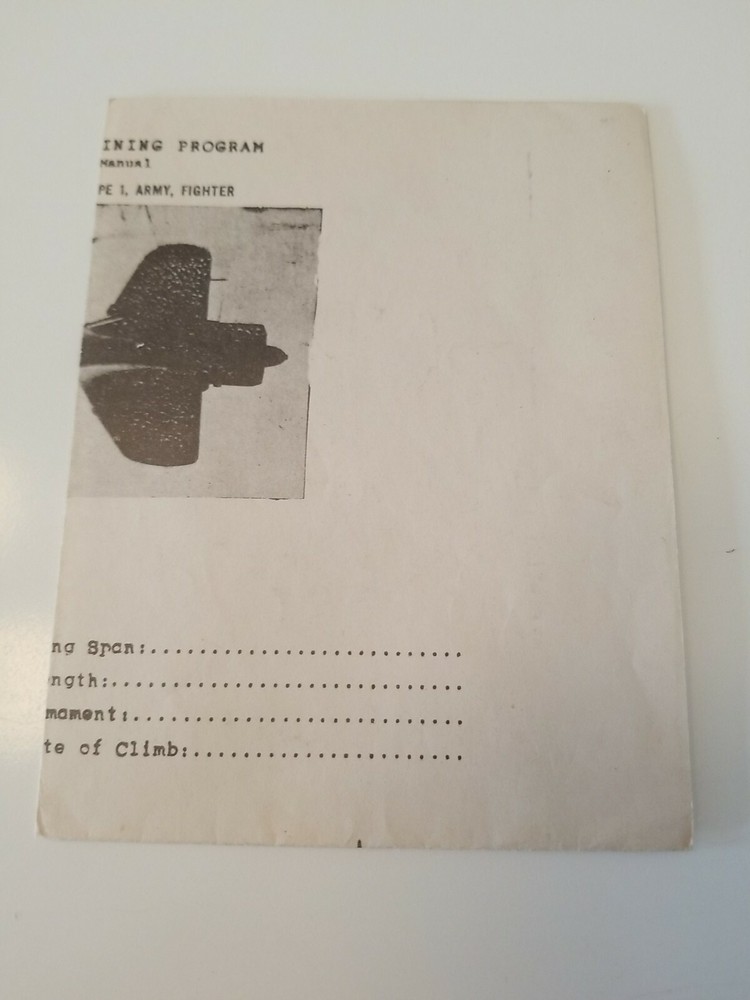 INING PROGRAM
Manual
PE 1, ARMY, FIGHTER
ng Span:..........................
ngth:.............................
mament:...........................
te of Climb:......................